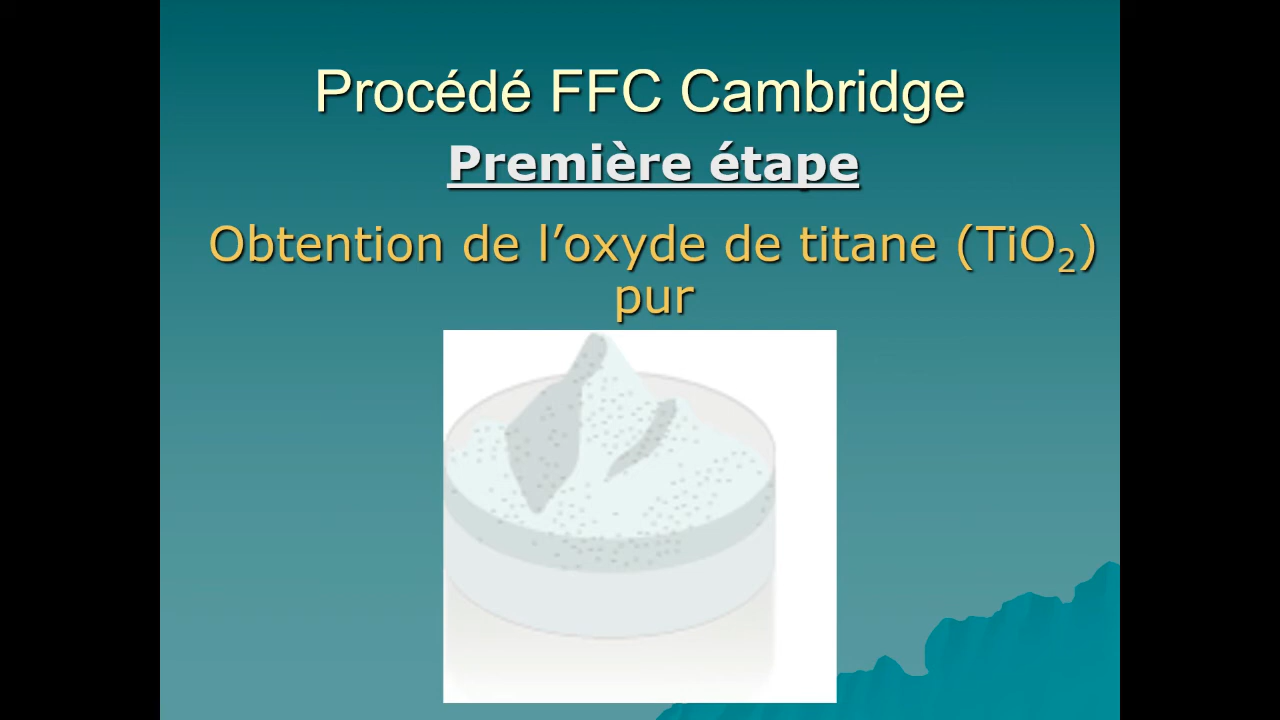 Procédé FFC Cambridge
Première étape
Obtention de l’oxyde de titane (TiO₂)
pur